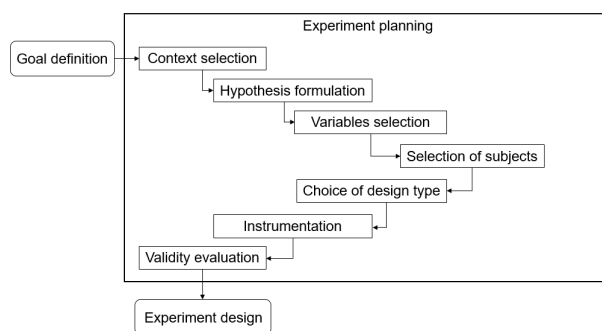 Experiment planning
Goal definition
Context selection
Hypothesis formulation
Variables selection
Selection of subjects
Choice of design type
Instrumentation
Validity evaluation
Experiment design